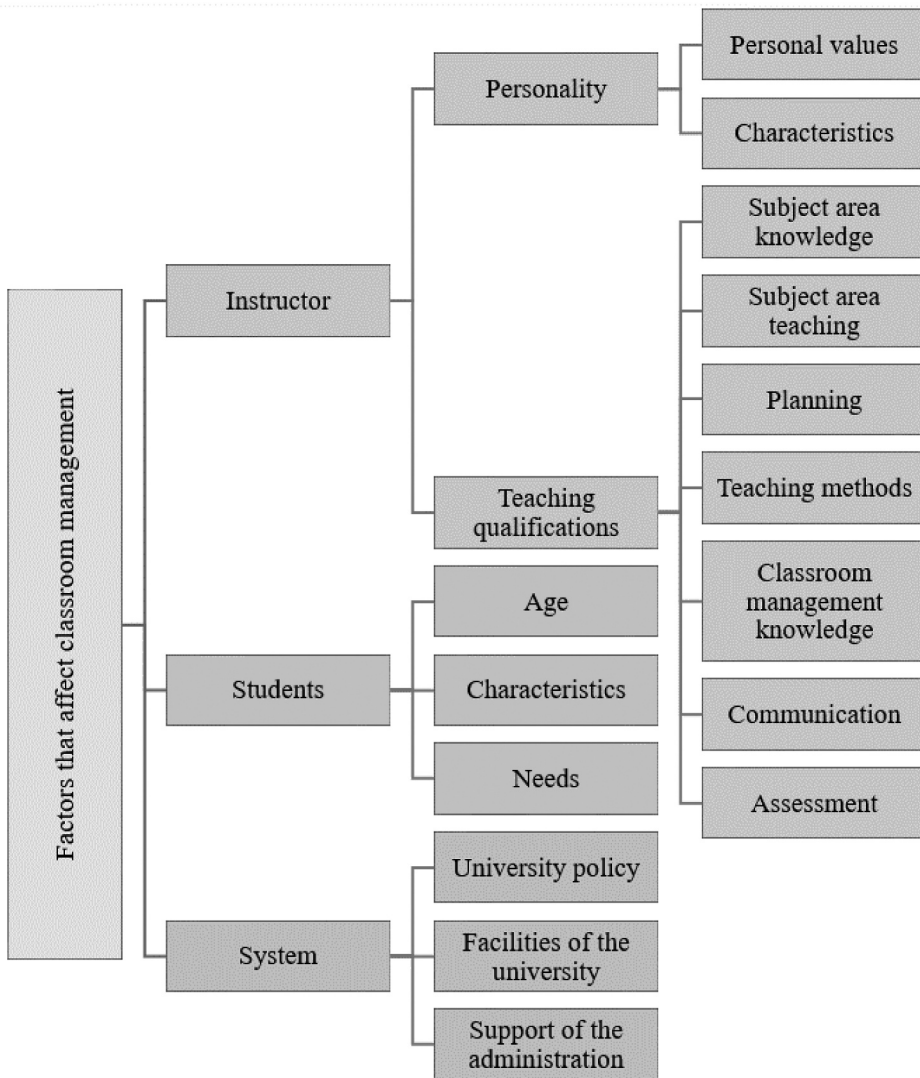 Factors that affect classroom management
Instructor
Personality
Personal values
Characteristics
Teaching
qualifications
Subject area
knowledge
Subject area
teaching
Planning
Teaching methods
Classroom
management
knowledge
Communication
Assessment
Students
Age
Characteristics
Needs
System
University policy
Facilities of the
university
Support of the
administration